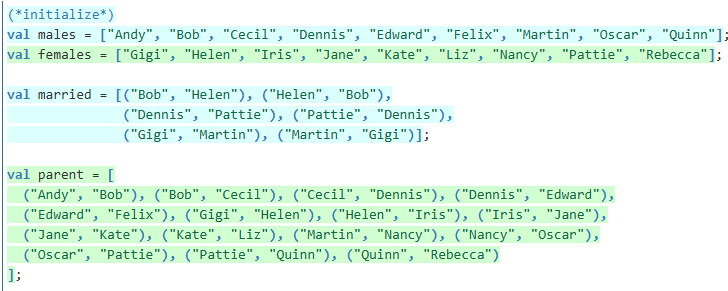 (*initialize*)
val males = ["Andy", "Bob", "Cecil", "Dennis", "Edward", "Felix", "Martin", "Oscar", "Quinn"];
val females = ["Gigi", "Helen", "Iris", "Jane", "Kate", "Liz", "Nancy", "Pattie", "Rebecca"];
val married = [("Bob", "Helen"), ("Helen", "Bob"),
("Dennis", "Pattie"), ("Pattie", "Dennis"),
("Gigi", "Martin"), ("Martin", "Gigi")];
val parent = [
("Andy", "Bob"), ("Bob", "Cecil"), ("Cecil", "Dennis"), ("Dennis", "Edward"),
("Edward", "Felix"), ("Gigi", "Helen"), ("Helen", "Iris"), ("Iris", "Jane"),
("Jane", "Kate"), ("Kate", "Liz"), ("Martin", "Nancy"), ("Nancy", "Oscar"),
("Oscar", "Pattie"), ("Pattie", "Quinn"), ("Quinn", "Rebecca")
];